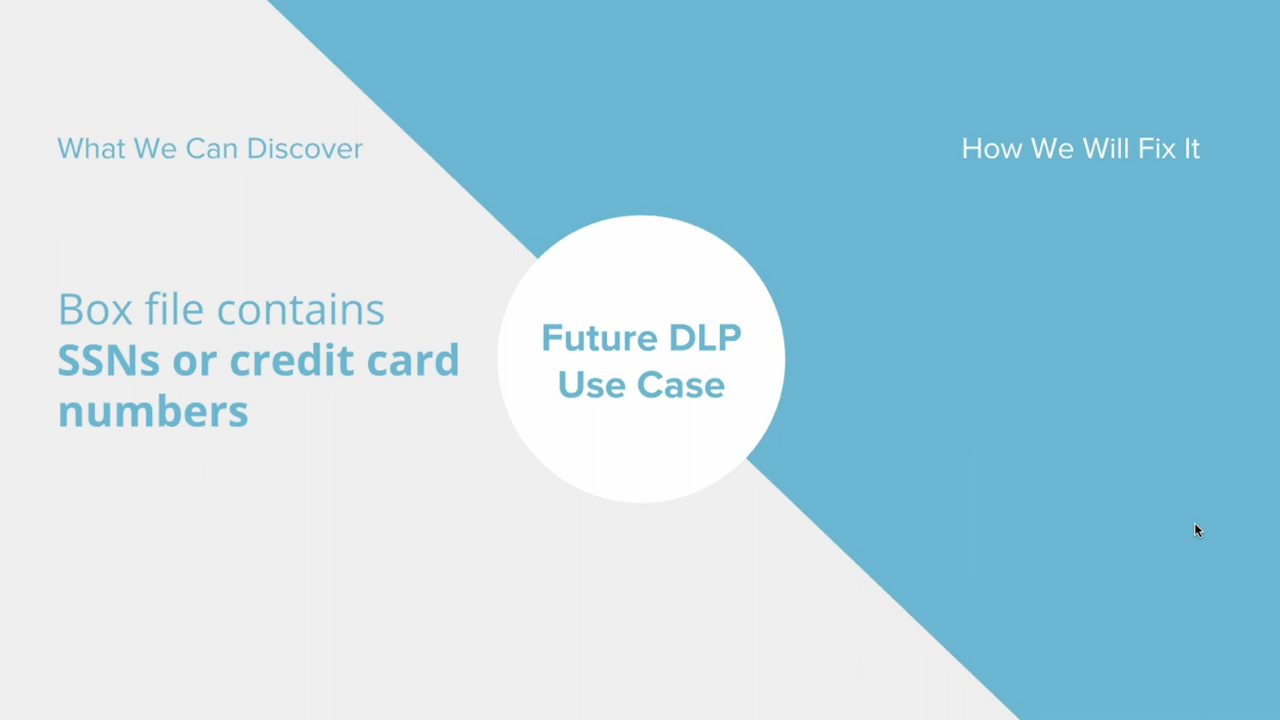 What We Can Discover
How We Will Fix It
Box file contains
SSNs or credit card
numbers
Future DLP
Use Case